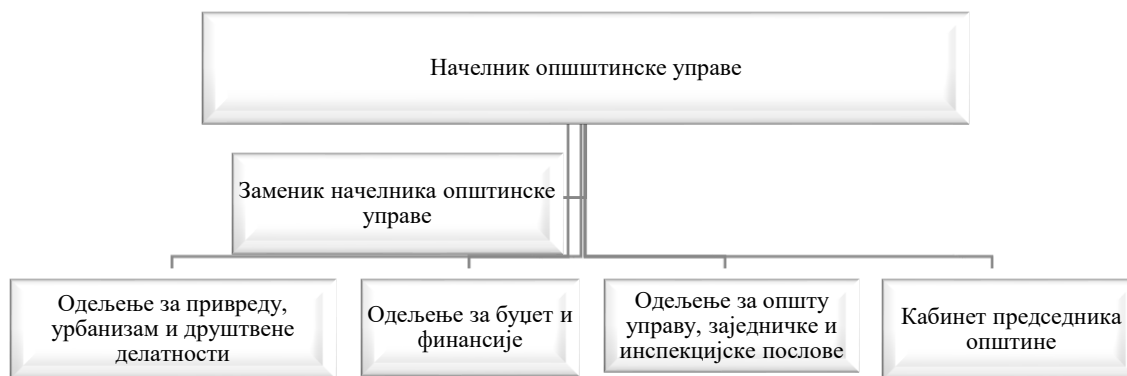 Начелник опшштинске управе
Заменик начелника општинске
управе
Одељење за привреду,
урбанизам и друштвене
делатности
Одељење за буџет и
финансије
Одељење за општу
управу, заједничке и
инспекцијске послове
Кабинет председника
општине